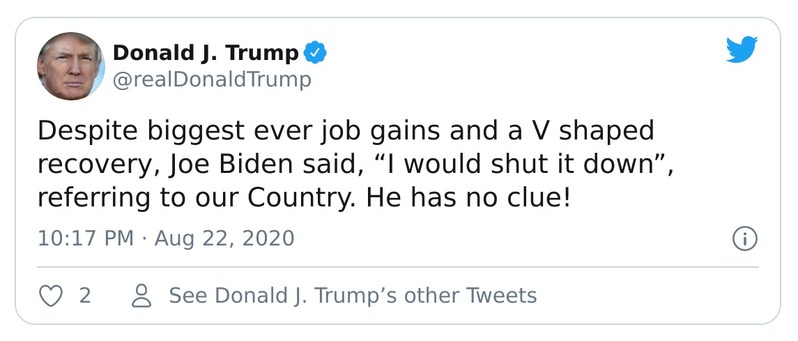 Donald J. Trump
@realDonaldTrump
Despite biggest ever job gains and a V shaped
recovery, Joe Biden said, “I would shut it down”,
referring to our Country. He has no clue!
10:17 PM · Aug 22, 2020
2 See Donald J. Trump’s other Tweets